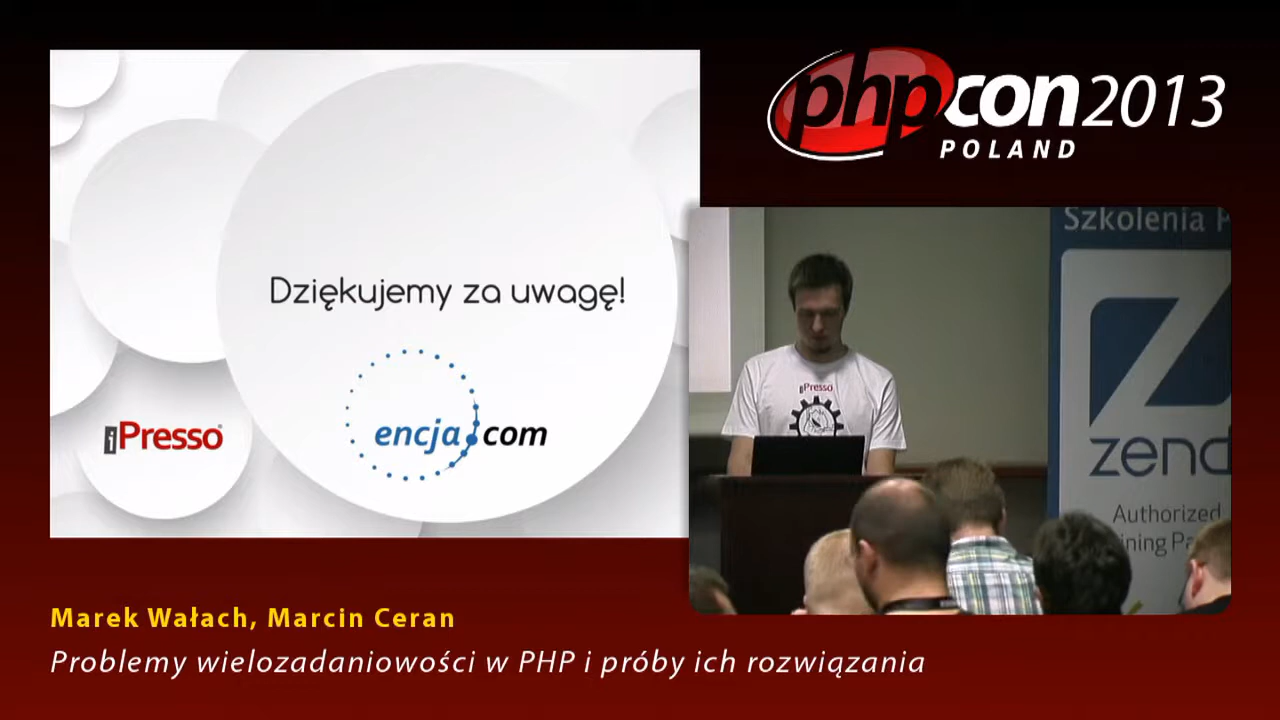 phpcon2013
POLAND
Dziękujemy za uwagę!
iPresso
encja.com
Szkolenia
iPresso
zend
Authorized
Marek Wałach, Marcin Ceran
Problemy wielozadaniowości w PHP i próby ich rozwiązania